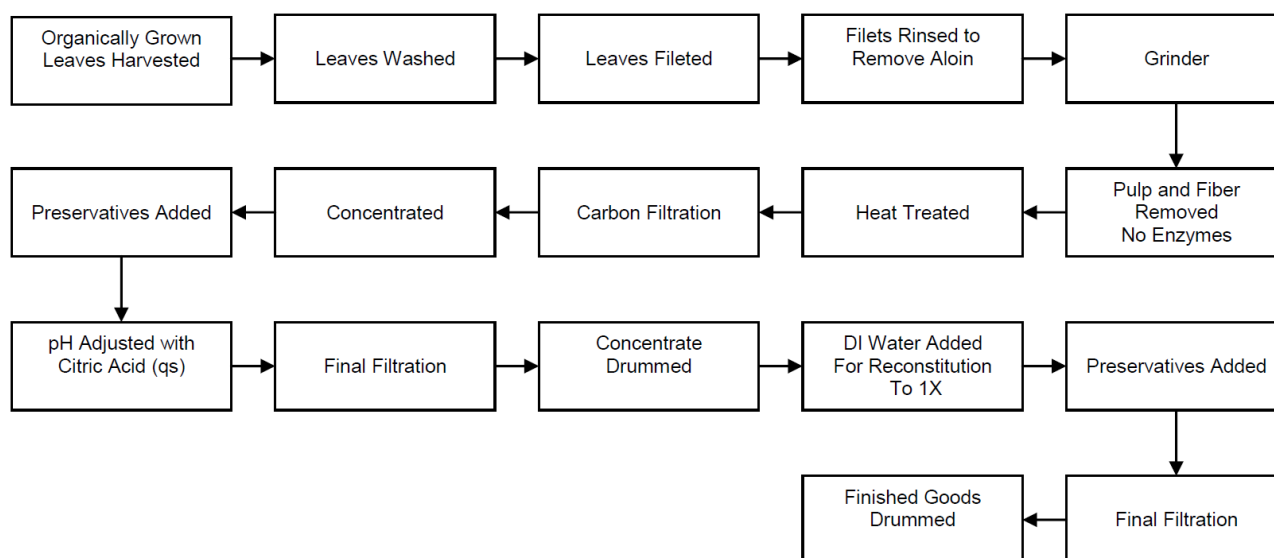 Organically Grown
Leaves Harvested
Leaves Washed
Leaves Fileted
Filets Rinsed to
Remove Aloin
Grinder
Pulp and Fiber
Removed
No Enzymes
Heat Treated
Carbon Filtration
Concentrated
Preservatives Added
pH Adjusted with
Citric Acid (qs)
Final Filtration
Concentrate
Drummed
DI Water Added
For Reconstitution
To 1X
Preservatives Added
Final Filtration
Finished Goods
Drummed